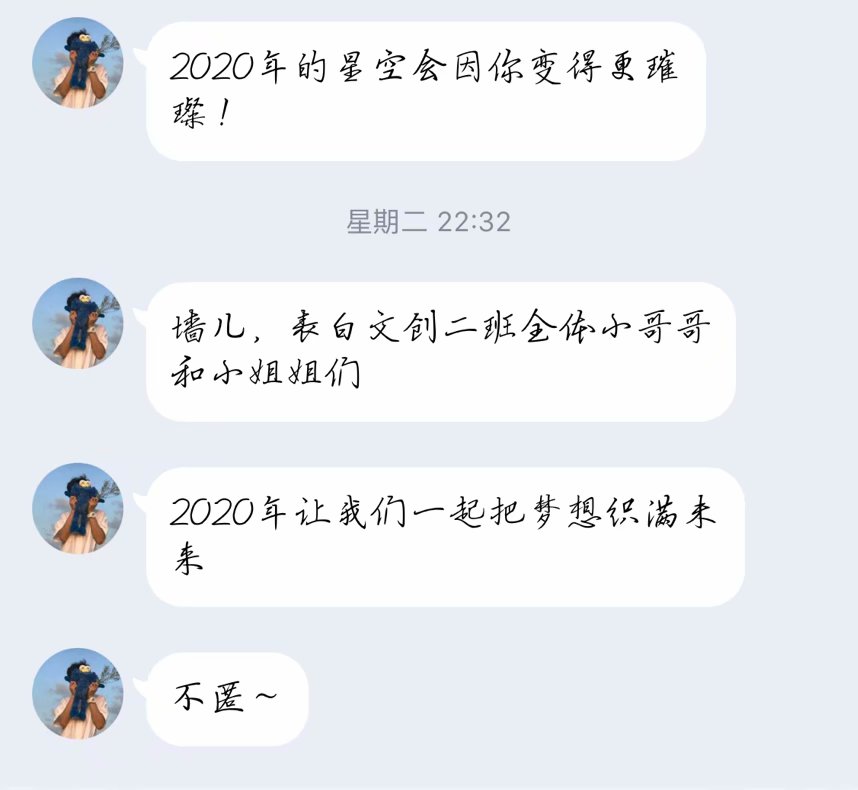 2020年的星空会因你变得更璀
璨！
星期二 22:32
墙儿，表白文创二班全体小哥哥
和小姐姐们
2020年让我们一起把梦想织满未
来
不匿～